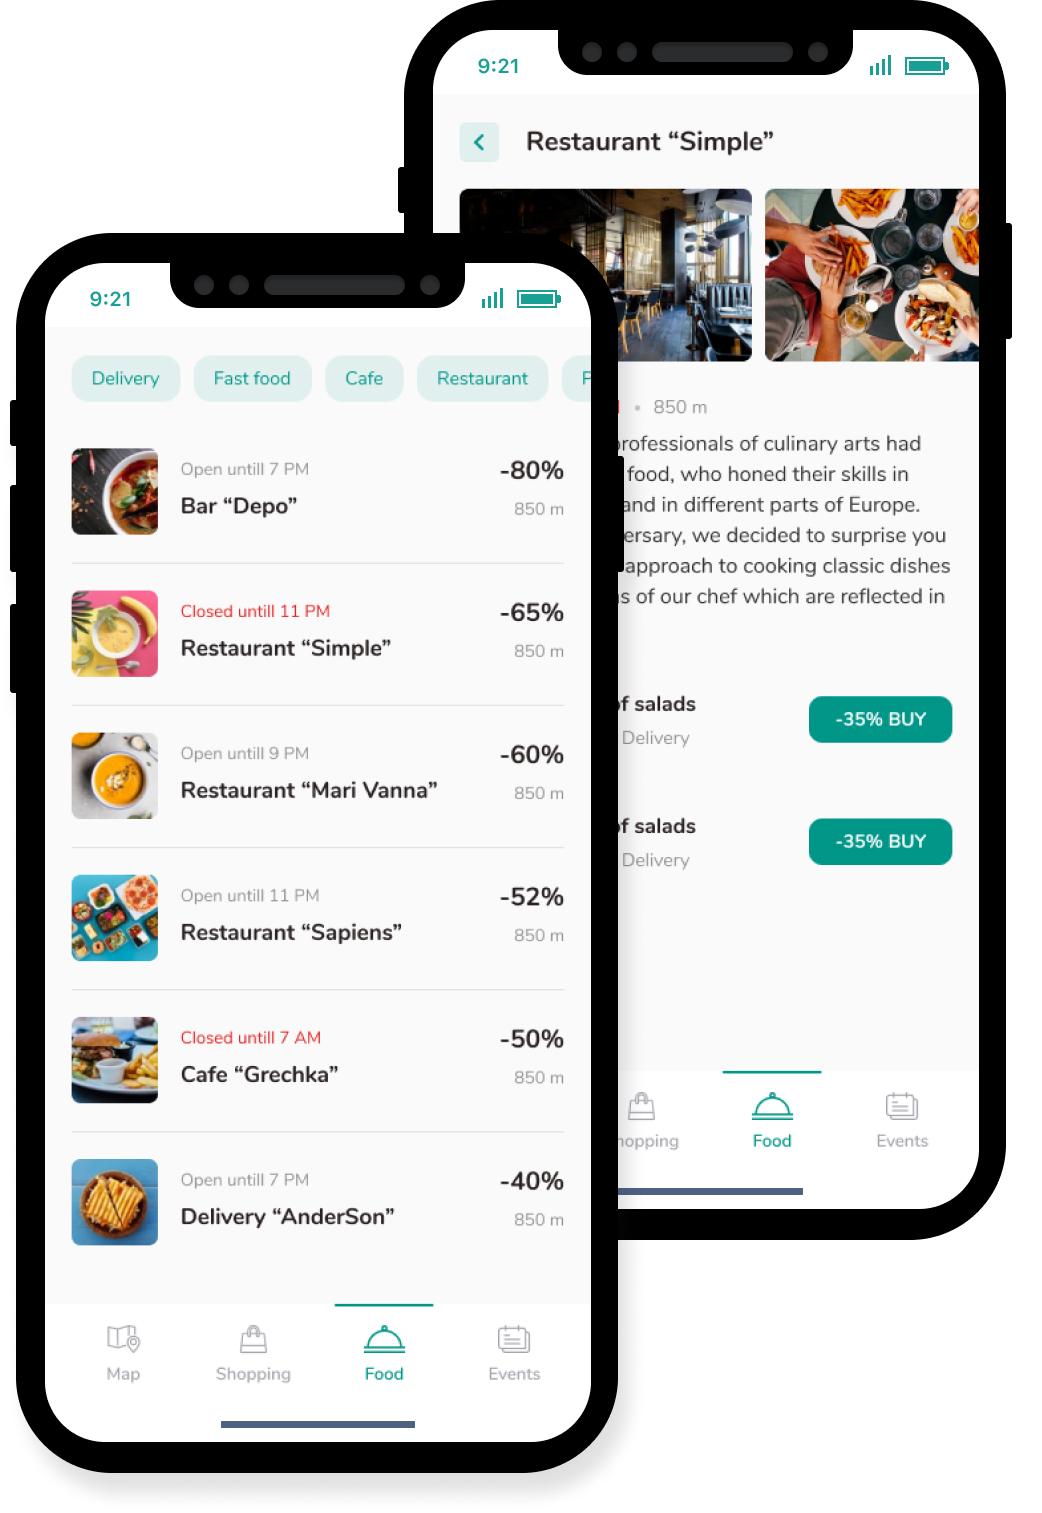 9:21
Restaurant “Simple”
850 m
professionals of culinary arts had
food, who honed their skills in
and in different parts of Europe.
we decided to surprise you
approach to cooking classic dishes
of our chef which are reflected in
of salads
Delivery
-35% BUY
of salads
Delivery
-35% BUY
Food
Events
9:21
Delivery
Fast food
Cafe
Restaurant
Open untill 7 PM
-80%
Bar “Depo”
850 m
Closed untill 11 PM
-65%
Restaurant “Simple”
850 m
Open untill 9 PM
-60%
Restaurant “Mari Vanna”
850 m
Open untill 11 PM
-52%
Restaurant “Sapiens”
850 m
Closed untill 7 AM
-50%
Cafe “Grechka”
850 m
Open untill 7 PM
-40%
Delivery “AnderSon”
850 m
Map
Shopping
Food
Events